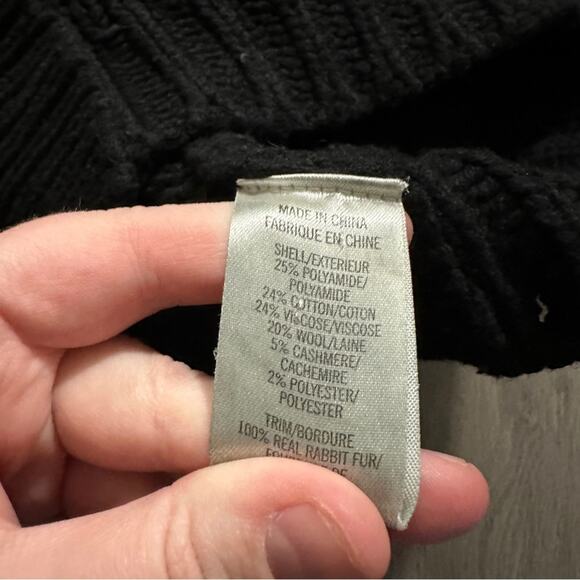 MADE IN CHINA
FABRIQUE EN CHINE
SHELL/EXTERIEUR
25% POLYAMIDE/
POLYAMIDE
24% COTTON/COTON
24% VISCOSE/VISCOSE
20% WOOL/LAINE
5% CASHMERE/
CACHEMIRE
2% POLYESTER/
POLYESTER
TRIM/BORDURE
100% REAL RABBIT FUR/
DE